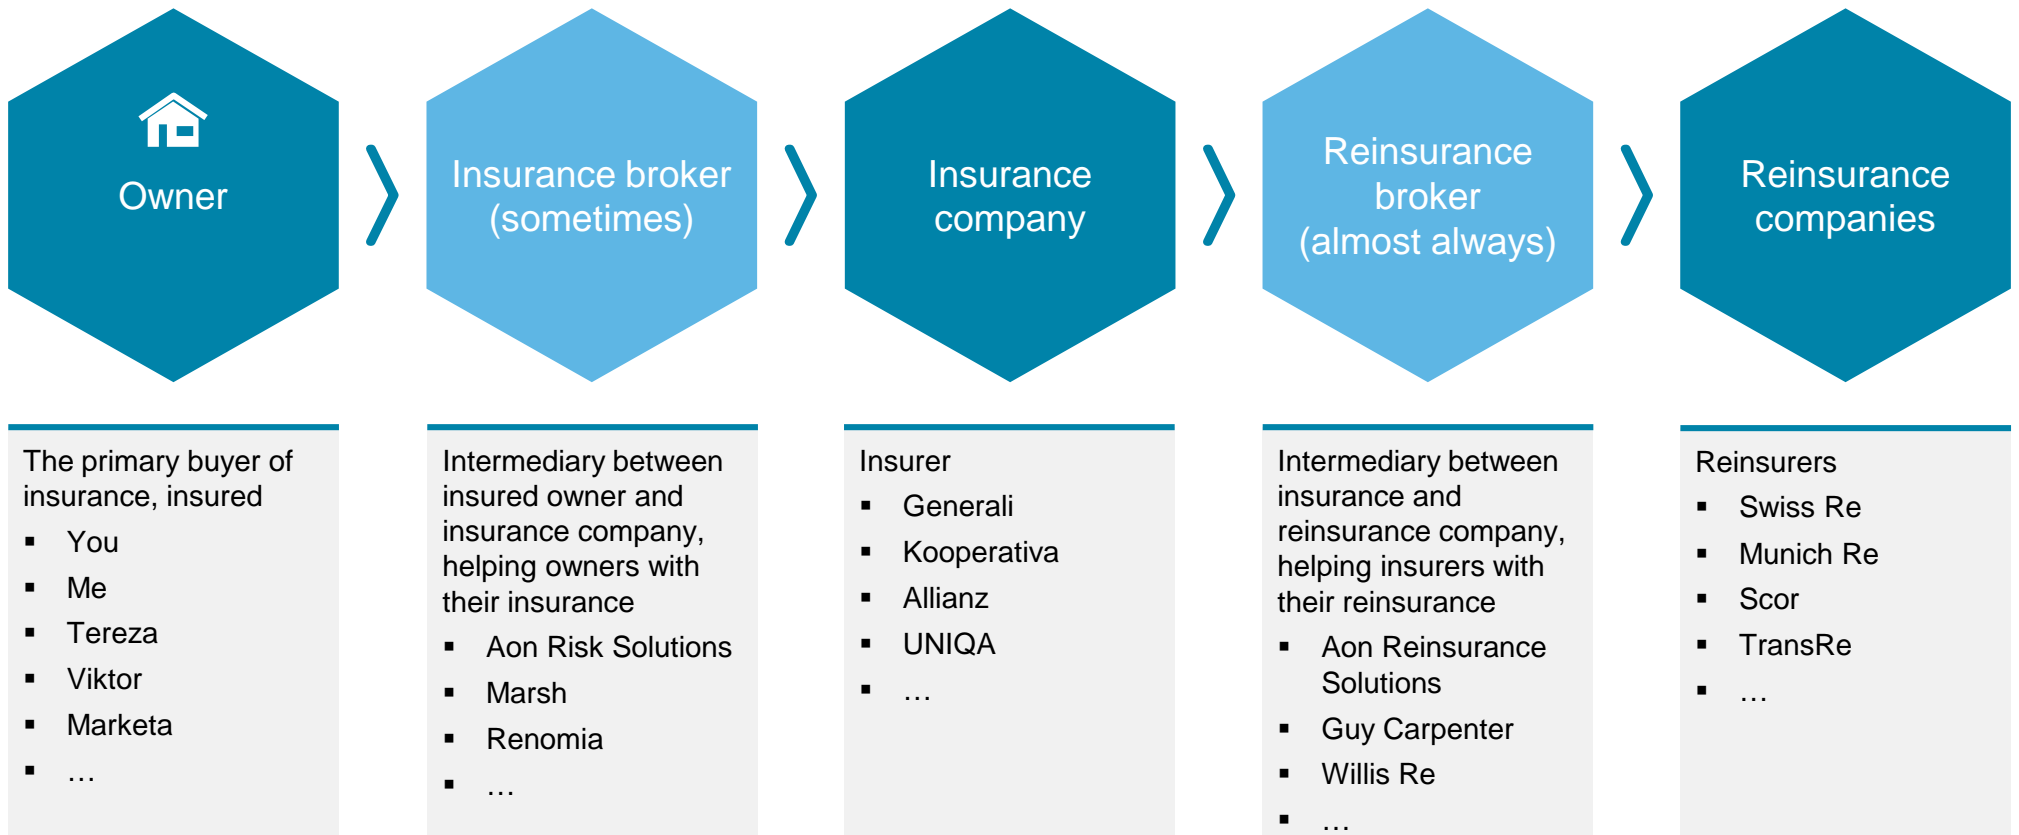 Owner
Insurance broker
(sometimes)
Insurance
company
Reinsurance
broker
(almost always)
Reinsurance
companies
The primary buyer of
insurance, insured
▪ You
▪ Me
▪ Tereza
▪ Viktor
▪ Marketa
▪ …
Intermediary between
insured owner and
insurance company,
helping owners with
their insurance
▪ Aon Risk Solutions
▪ Marsh
▪ Renomia
▪ …
Insurer
▪ Generali
▪ Kooperativa
▪ Allianz
▪ UNIQA
▪ …
Intermediary between
insurance and
reinsurance company,
helping insurers with
their reinsurance
▪ Aon Reinsurance
Solutions
▪ Guy Carpenter
▪ Willis Re
▪ …
Reinsurers
▪ Swiss Re
▪ Munich Re
▪ Scor
▪ TransRe
▪ …